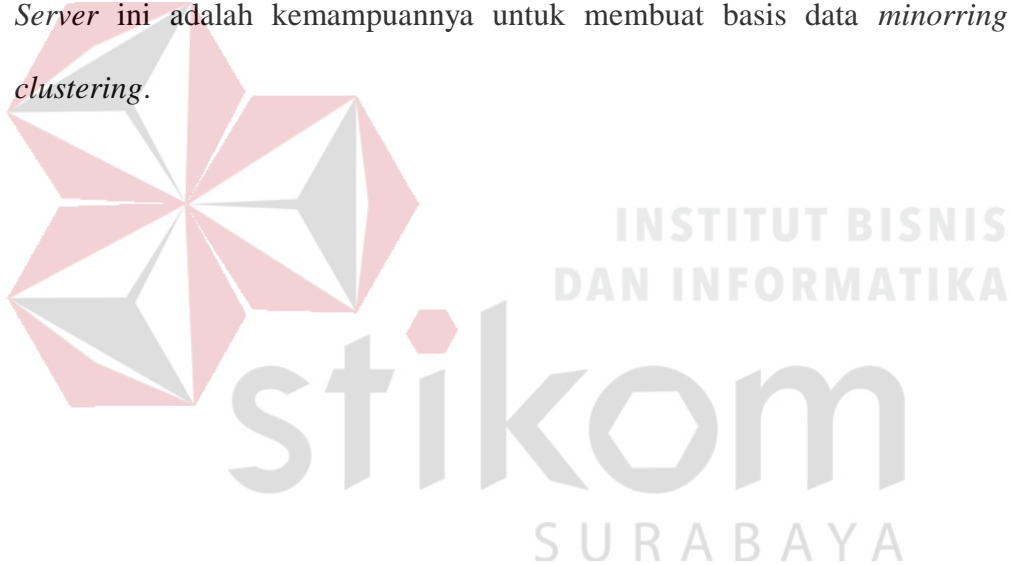 Server ini adalah kemampuannya untuk membuat basis data minorring
clustering.
INSTITUT BISNIS
DAN INFORMATIKA
stikom
SURABAYA